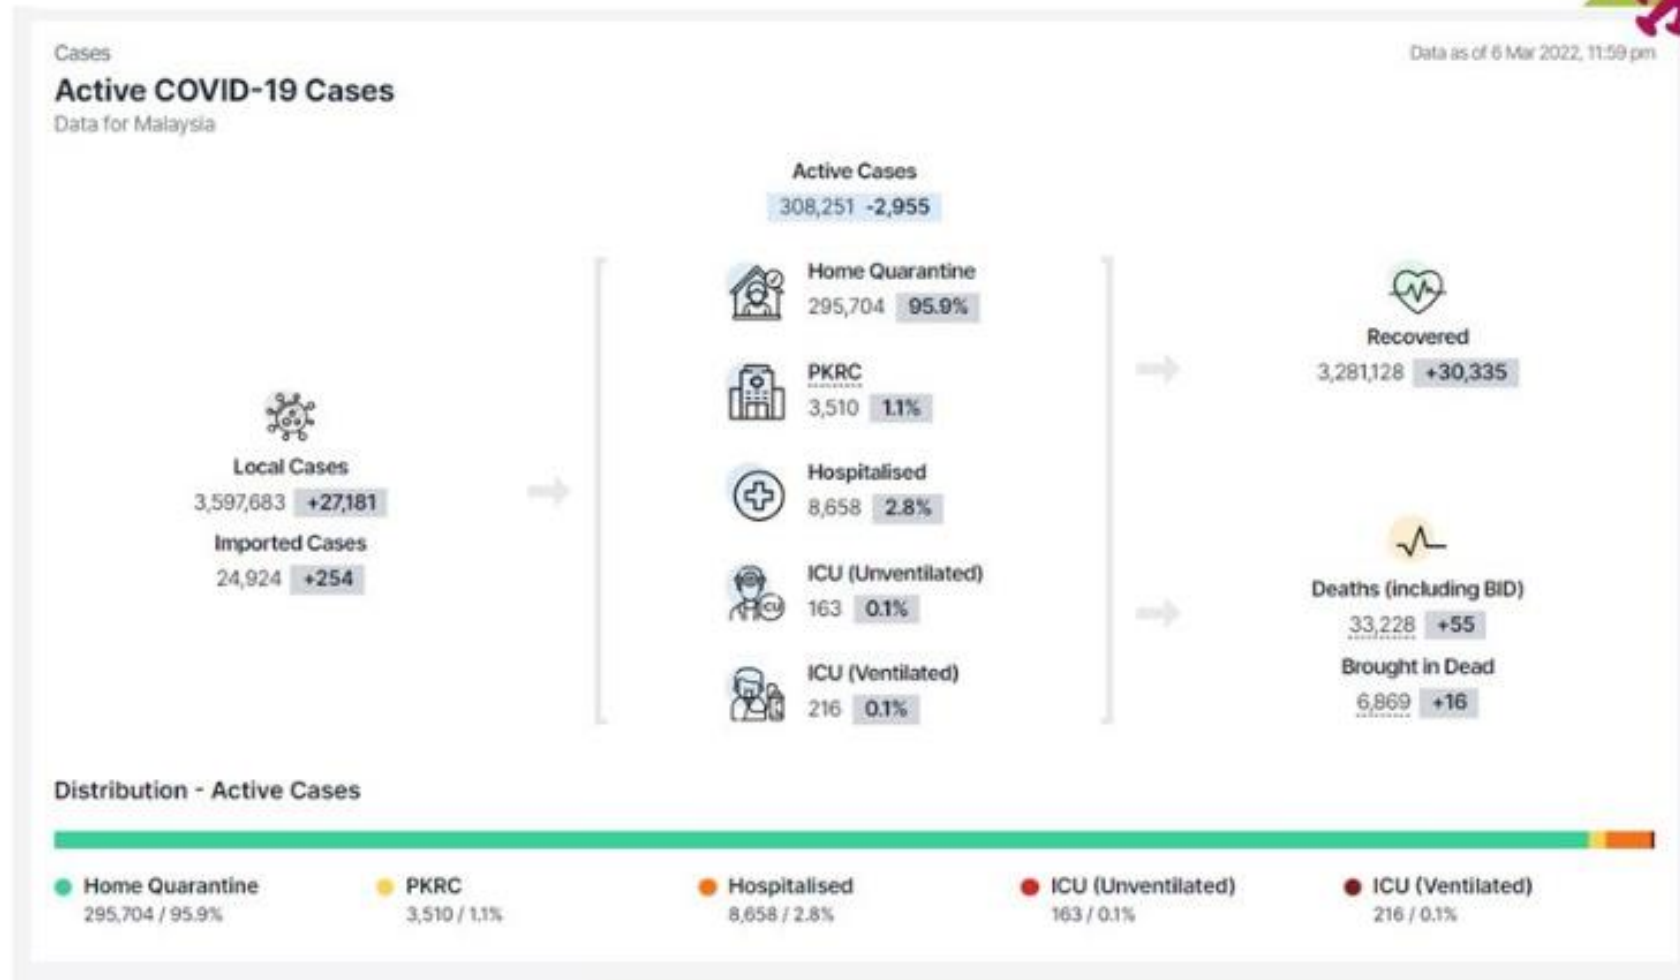 Cases
Data as of 6 Mar 2022, 11:59 pm
Active COVID-19 Cases
Data for Malaysia
Active Cases
308,251 -2,955
Home Quarantine
295,704 95.9%
PKRC
3,510 1.1%
Hospitalised
8,658 2.8%
ICU (Unventilated)
163 0.1%
ICU (Ventilated)
216 0.1%
Local Cases
3,597,683 +27,181
Imported Cases
24,924 +254
Recovered
3,281,128 +30,335
Deaths (including BID)
33,228 +55
Brought in Dead
6,869 +16
Distribution - Active Cases
Home Quarantine
295,704 / 95.9%
PKRC
3,510 / 1.1%
Hospitalised
8,658 / 2.8%
ICU (Unventilated)
163 / 0.1%
ICU (Ventilated)
216 / 0.1%